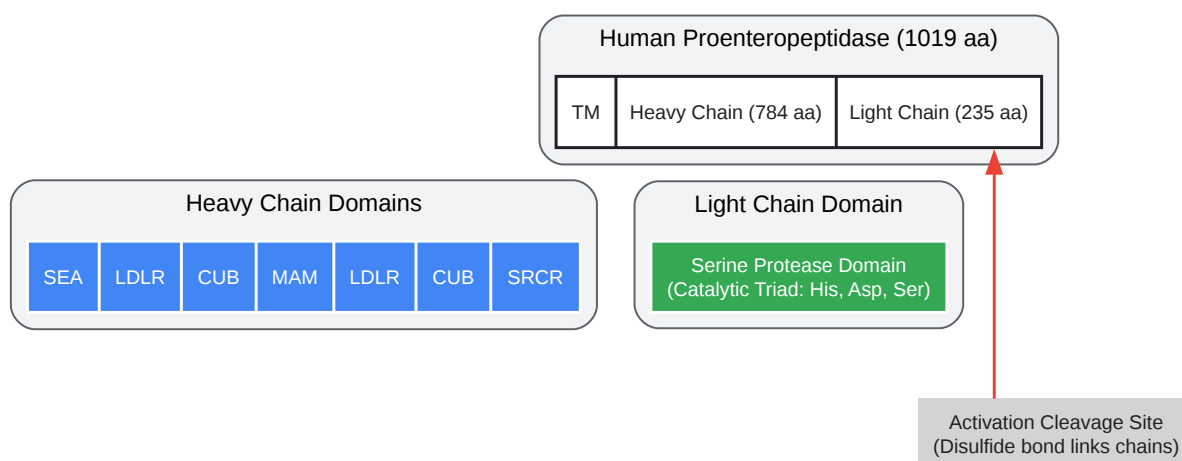 Human Proenteropeptidase (1019 aa)
TM
Heavy Chain (784 aa)
Light Chain (235 aa)
Heavy Chain Domains
SEA
LDLR
CUB
MAM
LDLR
CUB
SRCR
Light Chain Domain
Serine Protease Domain
(Catalytic Triad: His, Asp, Ser)
Activation Cleavage Site
(Disulfide bond links chains)